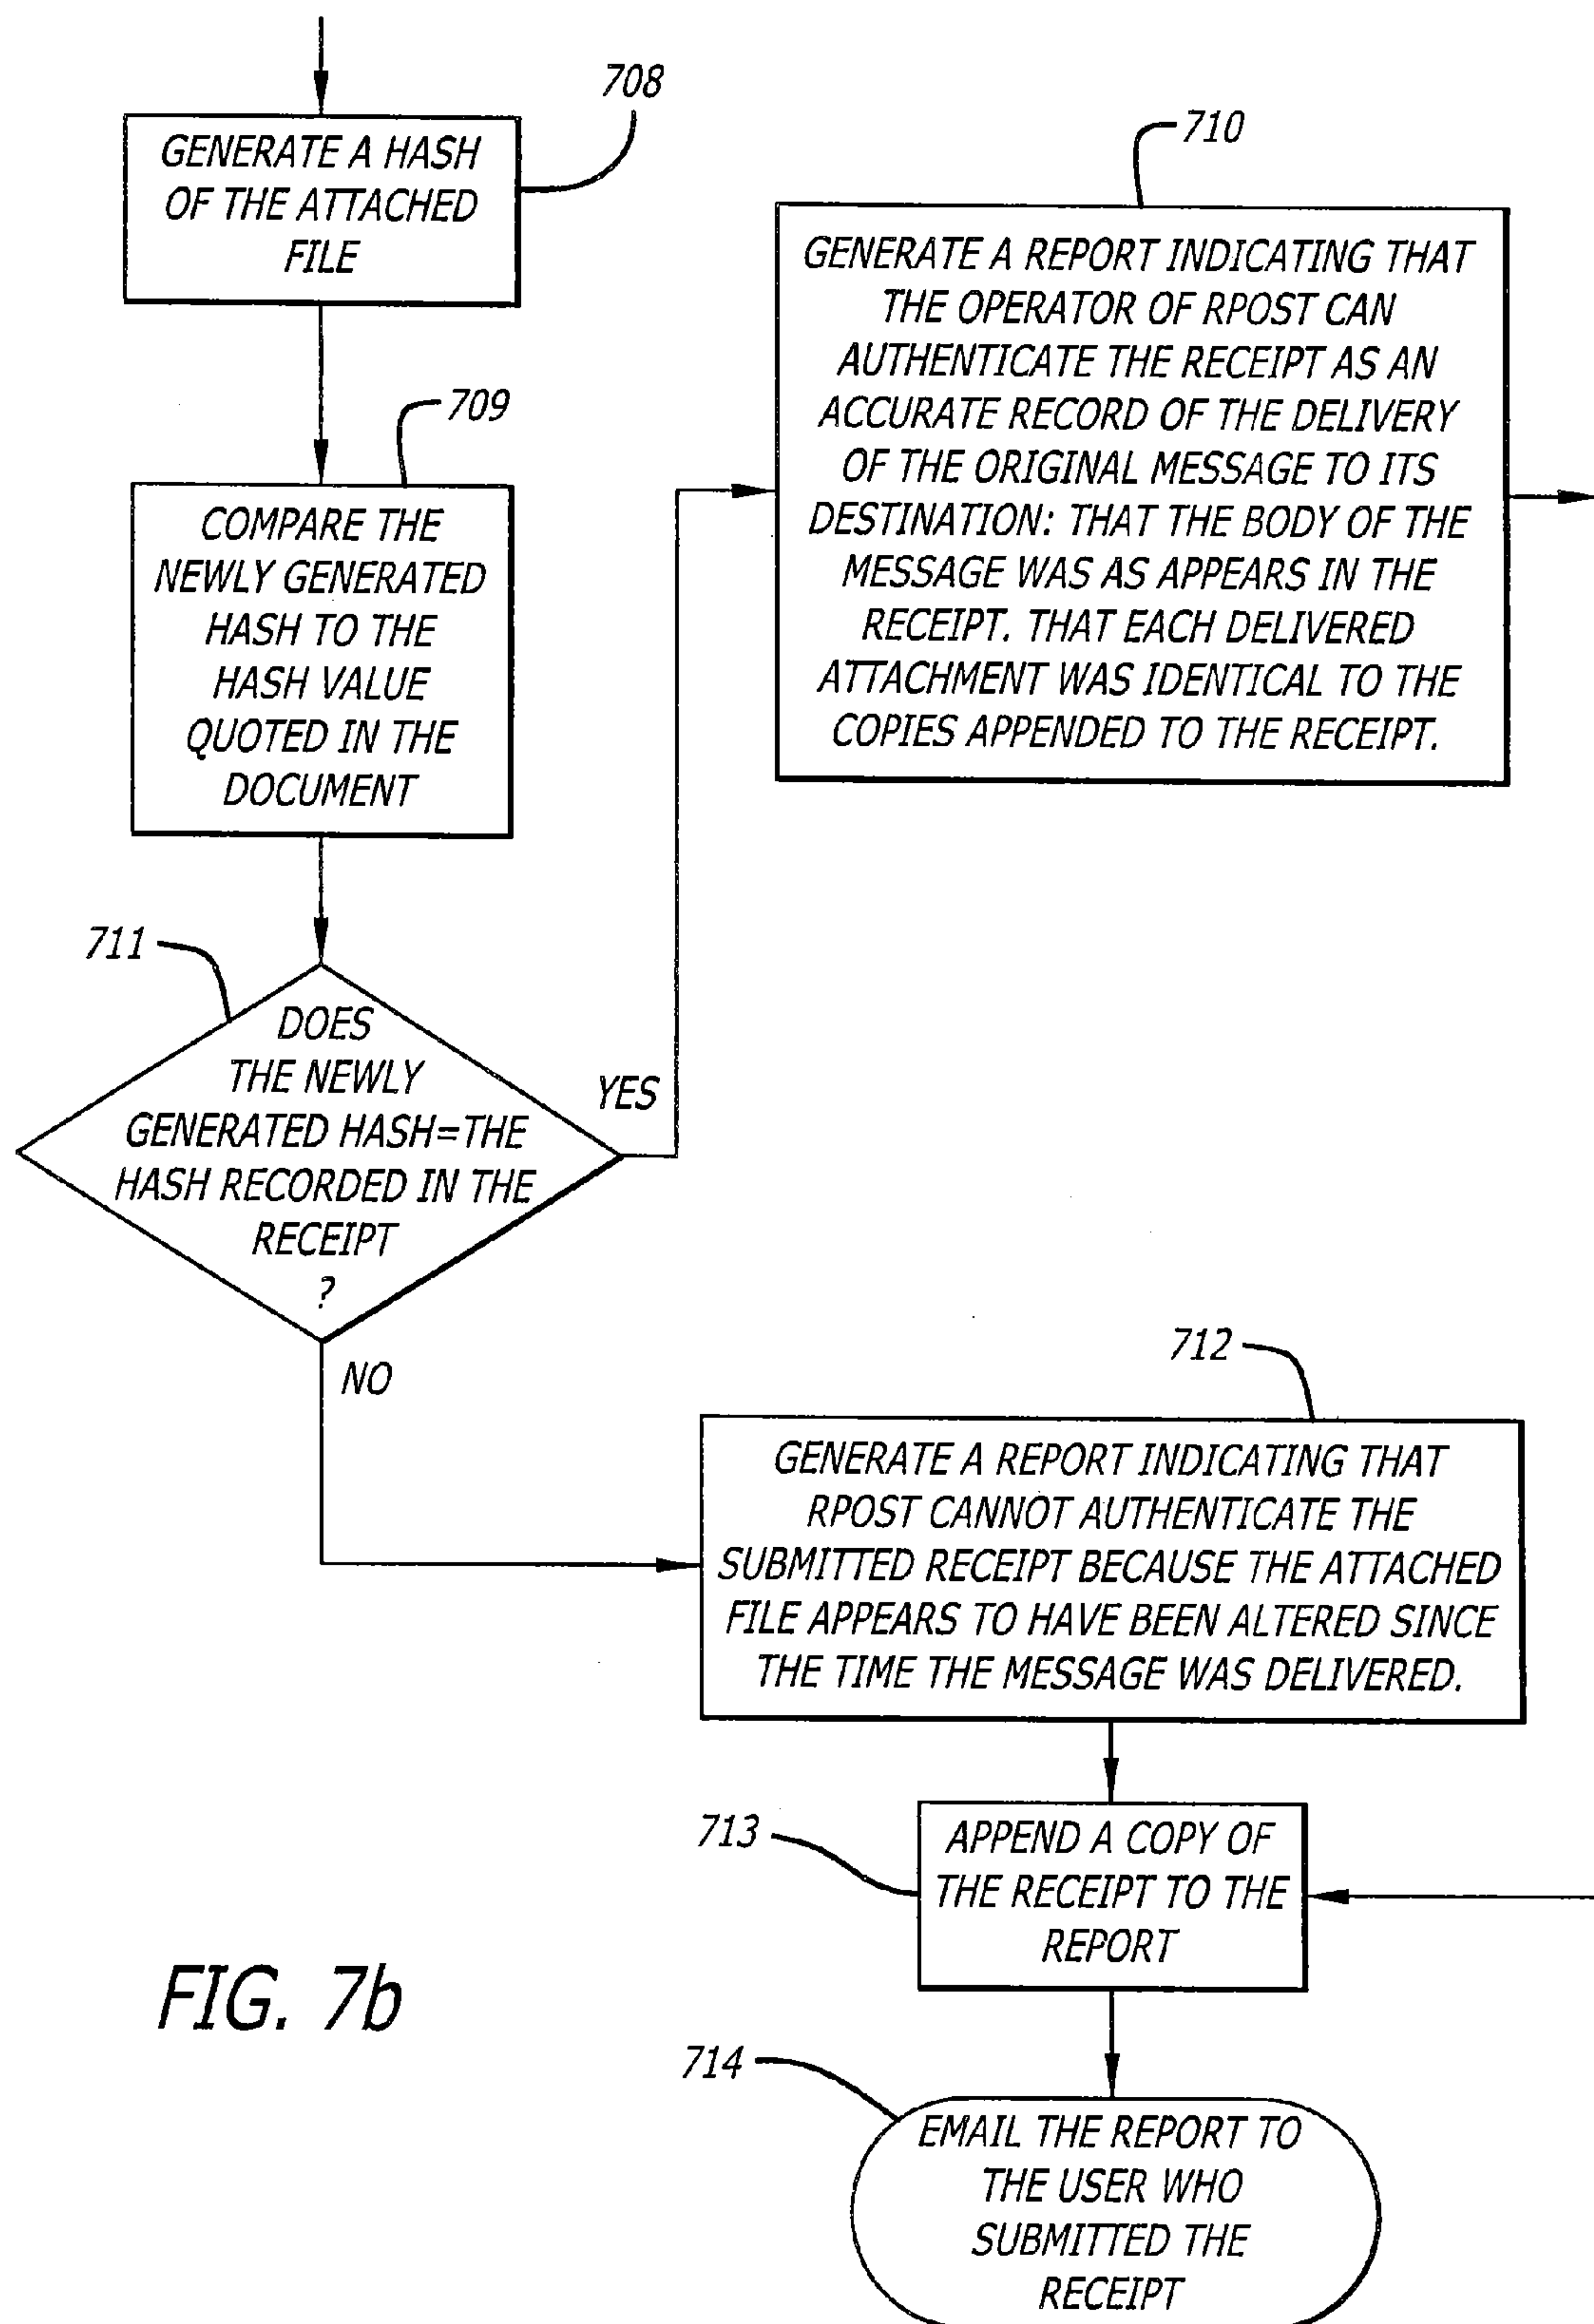 708
GENERATE A HASH
OF THE ATTACHED
FILE
709
COMPARE THE
NEWLY GENERATED
HASH TO THE
HASH VALUE
QUOTED IN THE
DOCUMENT
710
GENERATE A REPORT INDICATING THAT
THE OPERATOR OF RPOST CAN
AUTHENTICATE THE RECEIPT AS AN
ACCURATE RECORD OF THE DELIVERY
OF THE ORIGINAL MESSAGE TO ITS
DESTINATION: THAT THE BODY OF THE
MESSAGE WAS AS APPEARS IN THE
RECEIPT. THAT EACH DELIVERED
ATTACHMENT WAS IDENTICAL TO THE
COPIES APPENDED TO THE RECEIPT.
711
DOES
THE NEWLY
GENERATED HASH=THE
HASH RECORDED IN THE
RECEIPT
?
YES
NO
712
GENERATE A REPORT INDICATING THAT
RPOST CANNOT AUTHENTICATE THE
SUBMITTED RECEIPT BECAUSE THE ATTACHED
FILE APPEARS TO HAVE BEEN ALTERED SINCE
THE TIME THE MESSAGE WAS DELIVERED.
713
APPEND A COPY OF
THE RECEIPT TO THE
REPORT
714
EMAIL THE REPORT TO
THE USER WHO
SUBMITTED THE
RECEIPT
FIG. 7b